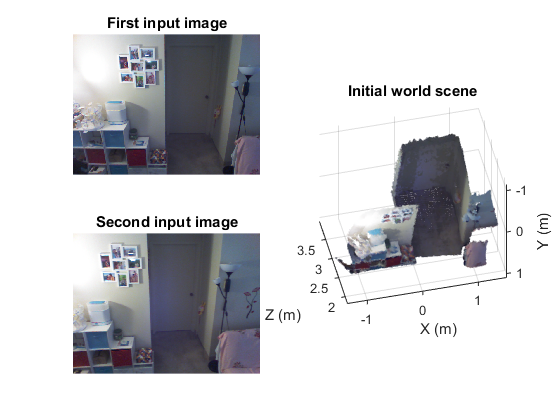 First input image
Second input image
Initial world scene
3.5
3
2.5
2
Z (m)
-1
0
1
X (m)
-1
0
1
Y (m)